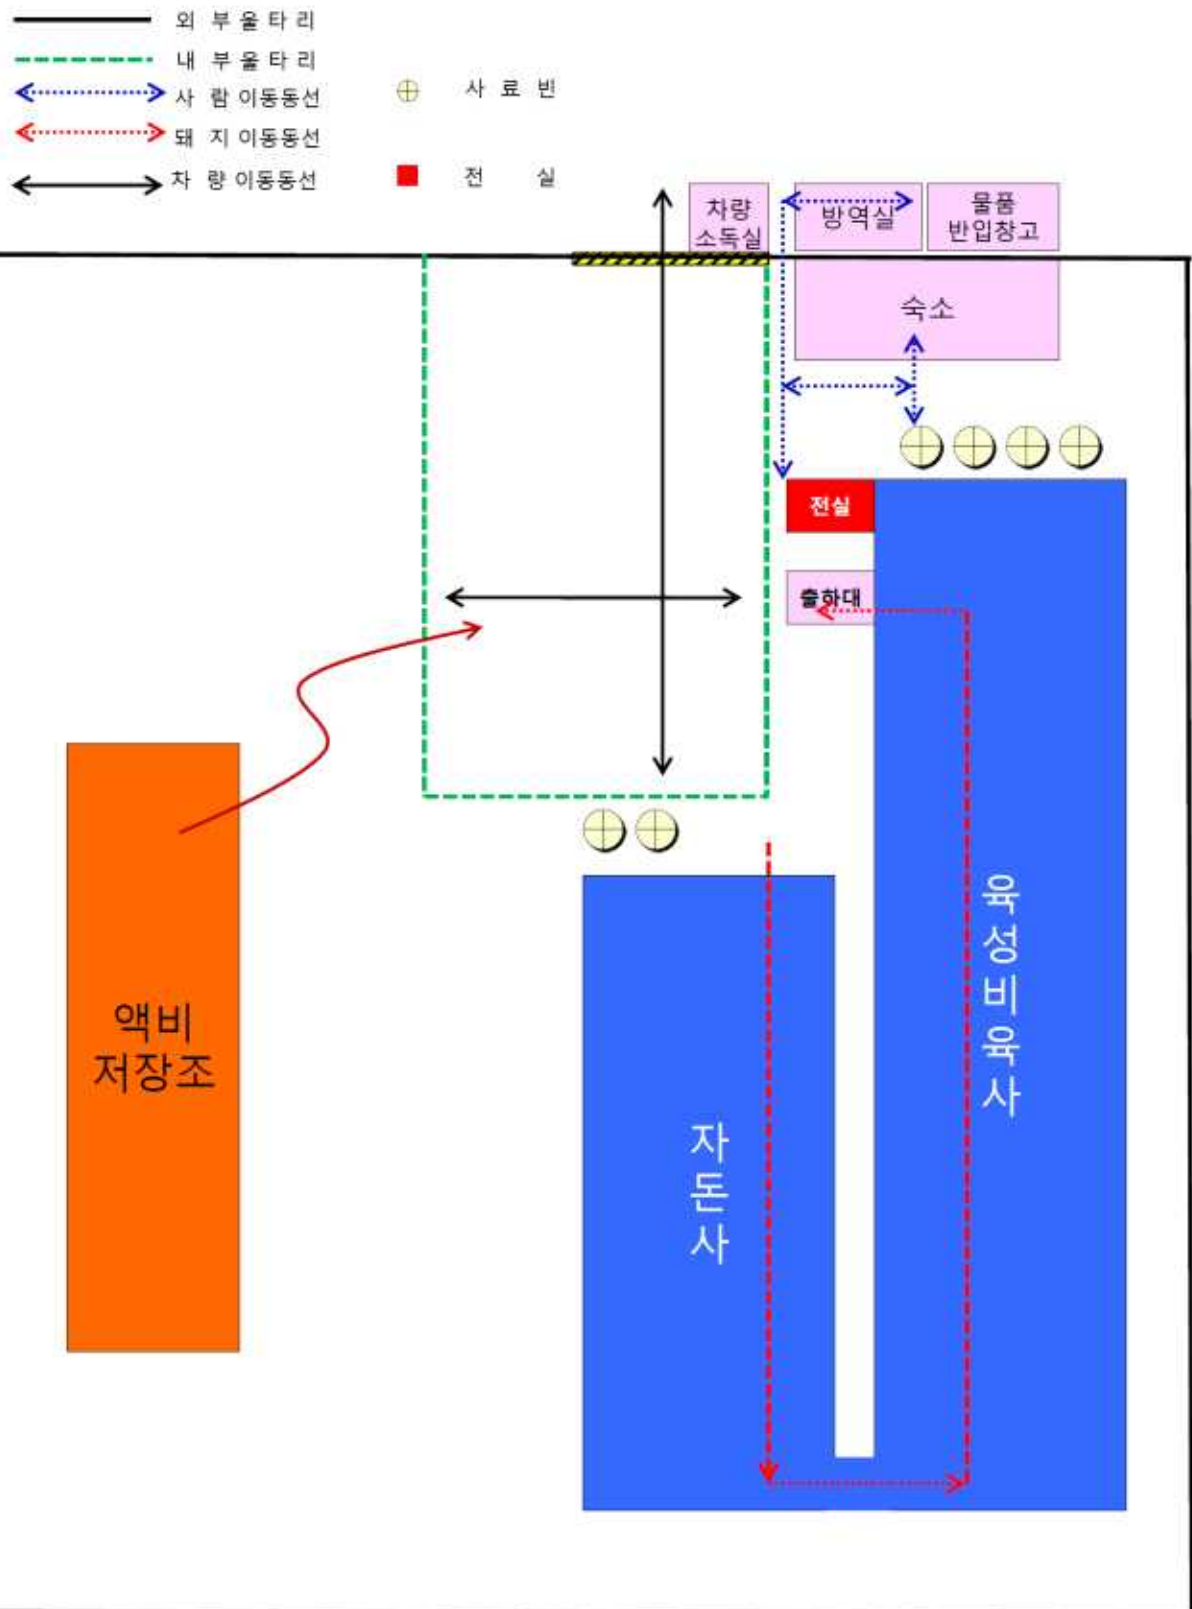 외 부 울 타 리
내 부 울 타 리
사 람 이동동선
돼 지 이동동선
차 량 이동동선
사 료 빈
전 실
차량
소독실
방역실
물품
반입창고
숙소
전실
출하대
액비
저장조
자돈사
육성비육사